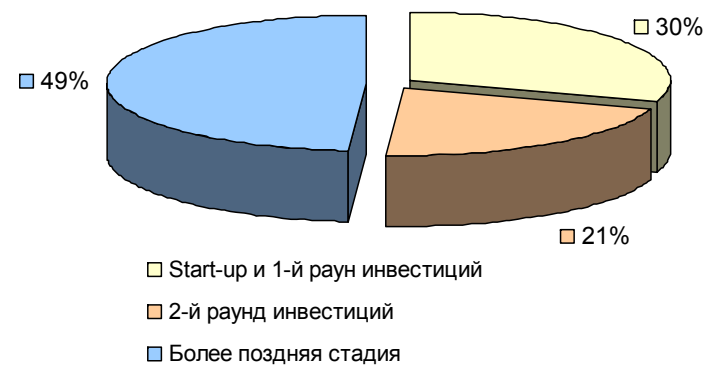 30%
49%
21%
Start-up и 1-й раун инвестиций
2-й раунд инвестиций
Более поздняя стадия